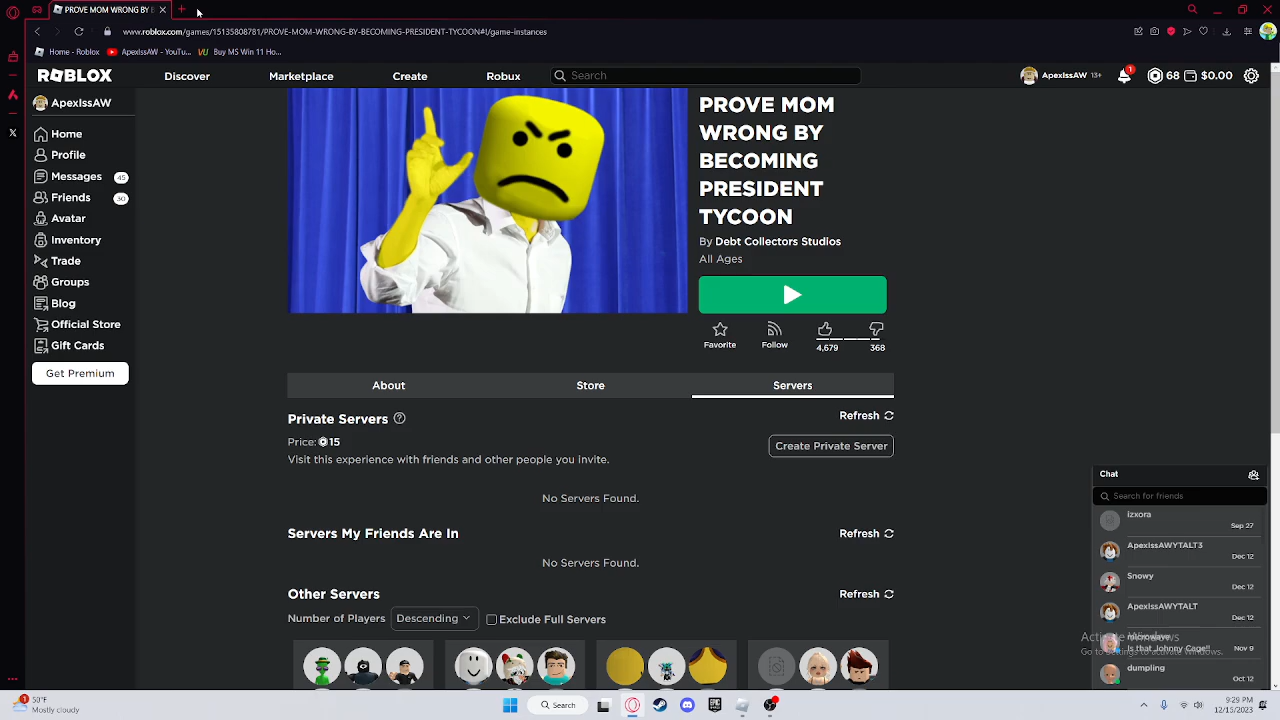 PROVE MOM WRONG BY E
www.roblox.com/games/15135808781/PROVE-MOM-WRONG-BY-BECOMING-PRESIDENT-TYCOON#!/game-instances
Home - Roblox
ApexIssAW - YouTu...
VU Buy MS Win 11 Ho...
ROBLOX
Discover
Marketplace
Create
Robux
Search
ApexIssAW 13+
1
68
$0.00
ApexIssAW
Home
Profile
Messages 45
Friends 30
Avatar
Inventory
Trade
Groups
Blog
Official Store
Gift Cards
Get Premium
PROVE MOM
WRONG BY
BECOMING
PRESIDENT
TYCOON
By Debt Collectors Studios
All Ages
Favorite
Follow
4,679
368
About
Store
Servers
Private Servers
Refresh
Price: 15
Create Private Server
Visit this experience with friends and other people you invite.
No Servers Found.
Servers My Friends Are In
Refresh
No Servers Found.
Other Servers
Refresh
Number of Players
Descending
Exclude Full Servers
Chat
Search for friends
izxora
Sep 27
ApexIssAWYTALT3
Dec 12
Snowy
Dec 12
ApexIssAWYTALT
Dec 12
Is that Johnny Cage!!
Nov 9
dumpling
Oct 12
Activate Windows
Go to Settings to activate Windows.
1
50°F
Mostly cloudy
Search
9:29 PM
12/15/2023